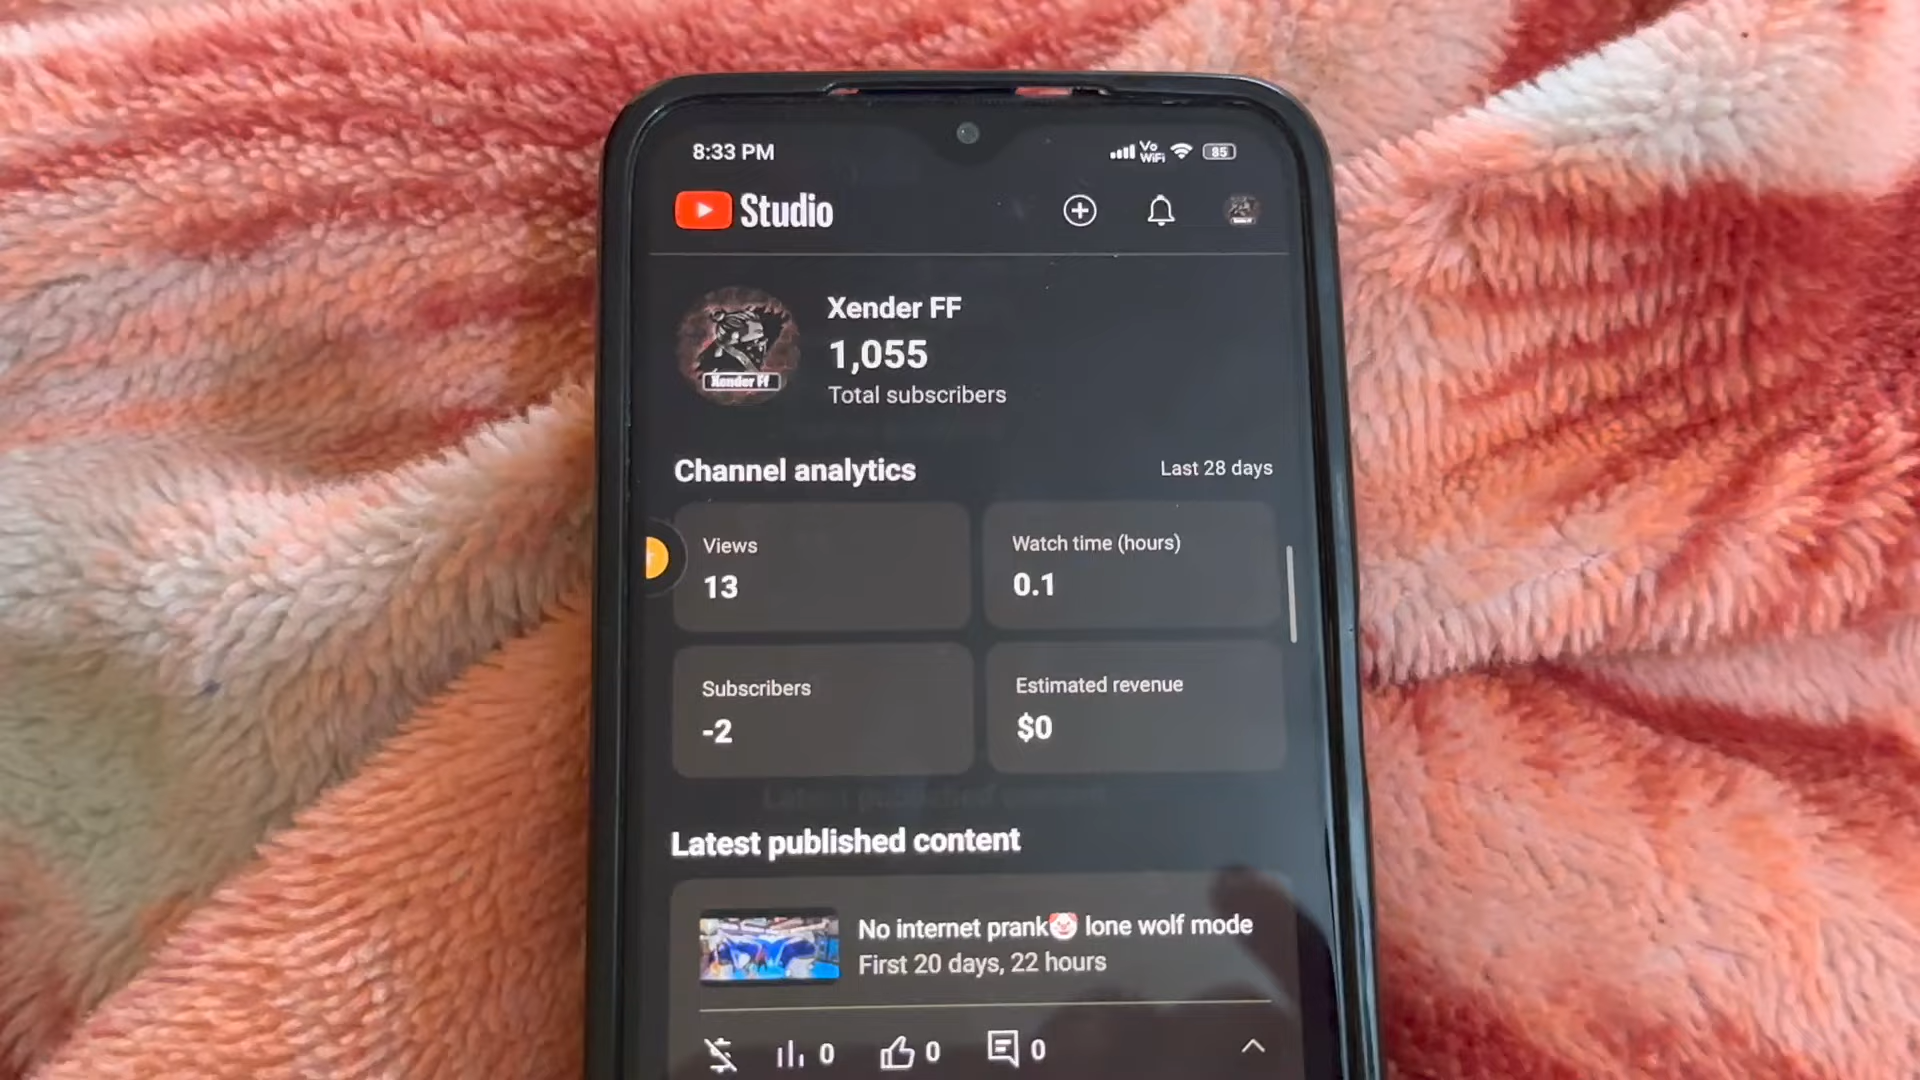 8:33 PM
Vo
WiFi
85
Studio
Xender FF
1,055
Total subscribers
Xender Ff
Channel analytics
Last 28 days
Views
13
Watch time (hours)
0.1
Subscribers
-2
Estimated revenue
$0
Latest published content
No internet prank🤡 lone wolf mode
First 20 days, 22 hours
0
0
0